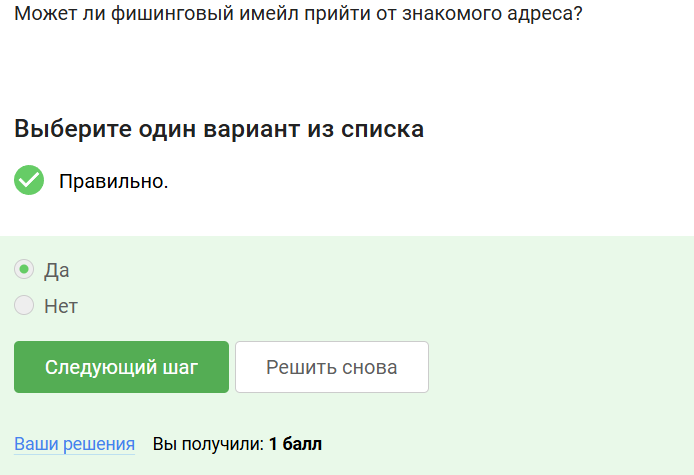 Может ли фишинговый имейл прийти от знакомого адреса?
Выберите один вариант из списка
Правильно.
Да
Нет
Следующий шаг Решить снова
Ваши решения Вы получили: 1 балл